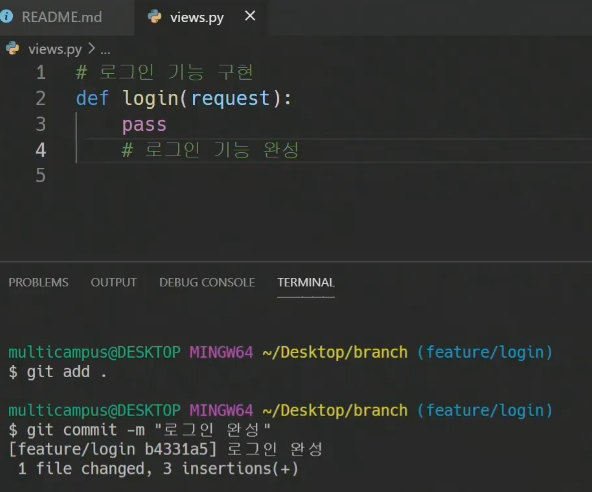 README.md views.py
views.py > ...
1 # 로그인 기능 구현
2 def login(request):
3 pass
4 # 로그인 기능 완성
5
PROBLEMS OUTPUT DEBUG CONSOLE TERMINAL
multicampus@DESKTOP MINGW64 ~/Desktop/branch (feature/login)
$ git add .
multicampus@DESKTOP MINGW64 ~/Desktop/branch (feature/login)
$ git commit -m "로그인 완성"
[feature/login b4331a5] 로그인 완성
1 file changed, 3 insertions(+)